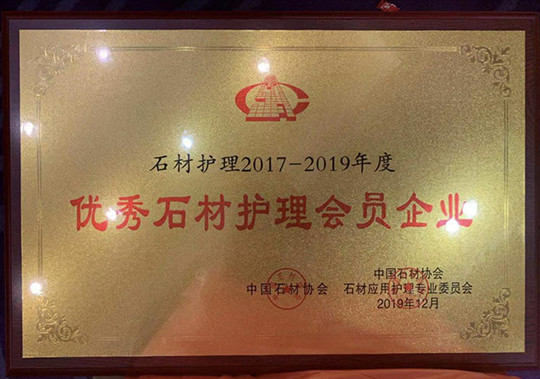 石材护理2017-2019年度
优秀石材护理会员企业
中国石材协会
中国石材协会
石材应用护理专业委员会
2019年12月